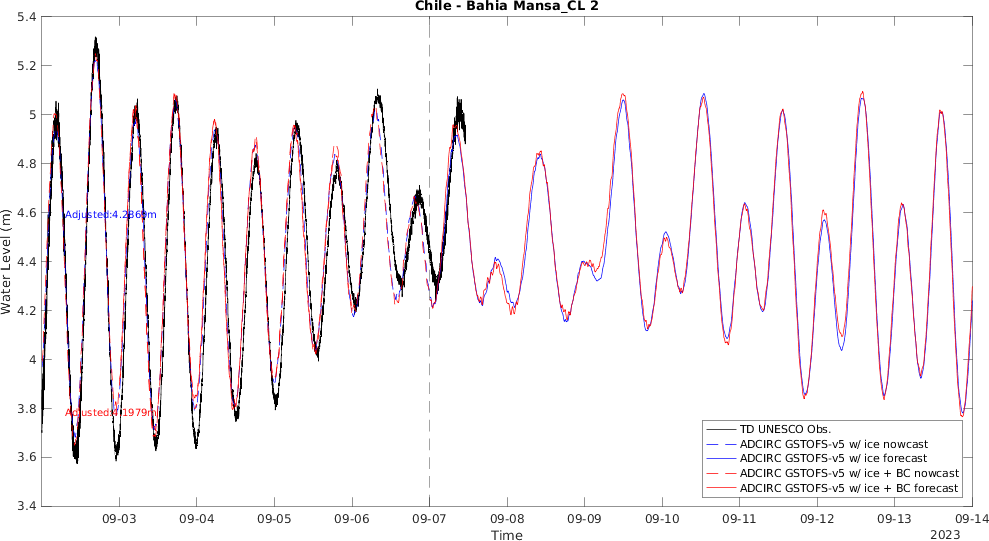 Chile - Bahia Mansa_CL 2
5.4
5.2
5
4.8
4.6
4.4
4.2
4
3.8
3.6
3.4
Water Level (m)
Adjusted:4.2369m
Adjusted:4.1979m
TD UNESCO Obs.
ADCIRC GSTOFS-v5 w/ ice nowcast
ADCIRC GSTOFS-v5 w/ ice forecast
ADCIRC GSTOFS-v5 w/ ice + BC nowcast
ADCIRC GSTOFS-v5 w/ ice + BC forecast
09-03 09-04 09-05 09-06 09-07 09-08 09-09 09-10 09-11 09-12 09-13 09-14
Time
2023